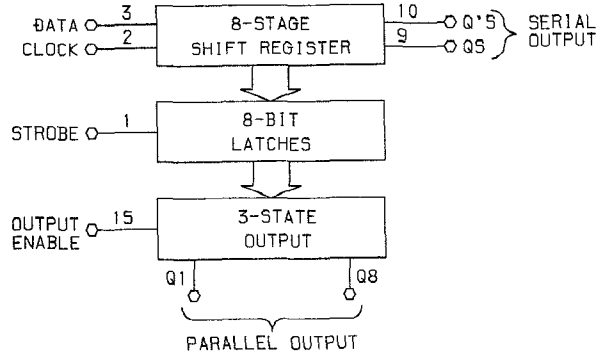 DATA 3
CLOCK 2
8-STAGE
SHIFT REGISTER
10 Q'S
9 QS
SERIAL
OUTPUT
STROBE 1
8-BIT
LATCHES
OUTPUT
ENABLE
15
3-STATE
OUTPUT
Q1
Q8
PARALLEL OUTPUT